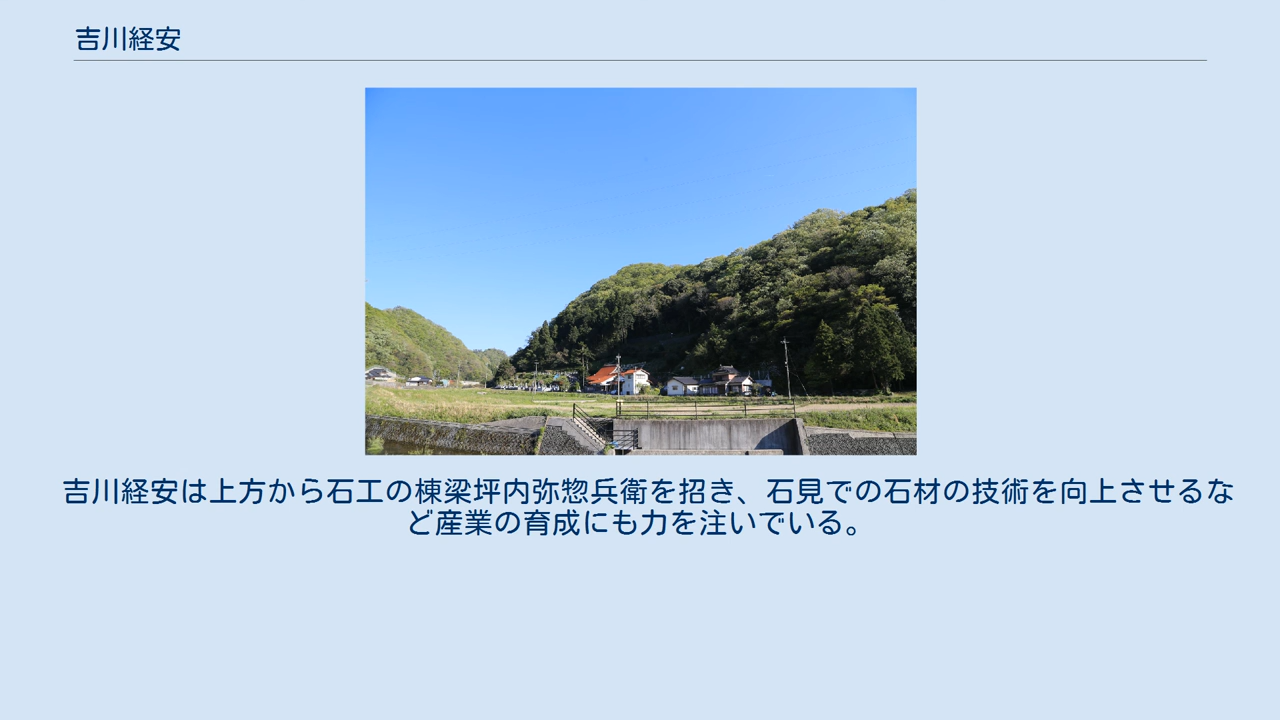 吉川経安
吉川経安は上方から石工の棟梁坪内弥惣兵衛を招き、石見での石材の技術を向上させるな
ど産業の育成にも力を注いでいる。